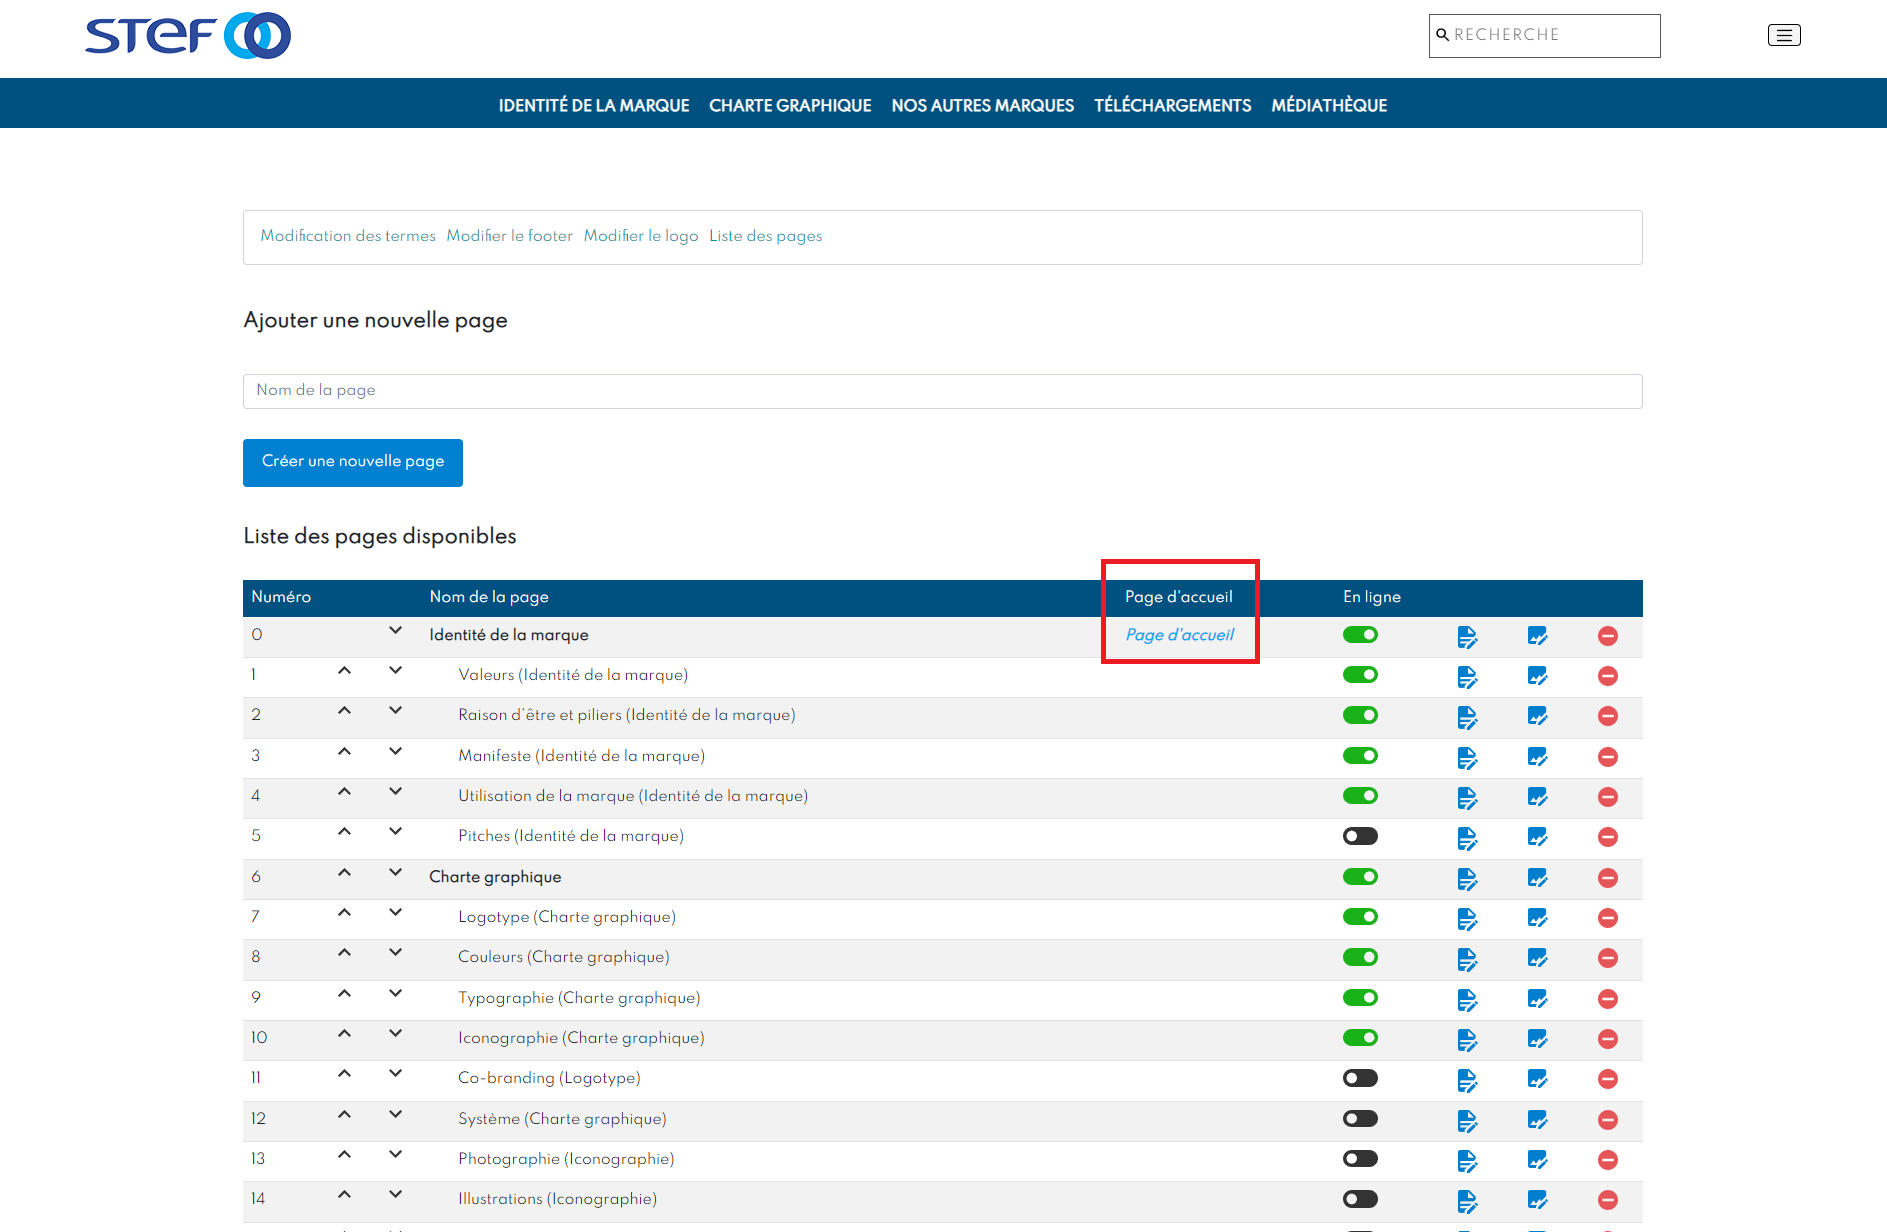 STEF
RECHERCHE
IDENTITÉ DE LA MARQUE CHARTE GRAPHIQUE NOS AUTRES MARQUES TÉLÉCHARGEMENTS MÉDIATHÈQUE
Modification des termes Modifier le footer Modifier le logo Liste des pages
Ajouter une nouvelle page
Nom de la page
Créer une nouvelle page
Liste des pages disponibles
Numéro Nom de la page Page d'accueil En ligne
0 Identité de la marque Page d'accueil
1 Valeurs (Identité de la marque)
2 Raison d'être et piliers (Identité de la marque)
3 Manifeste (Identité de la marque)
4 Utilisation de la marque (Identité de la marque)
5 Pitches (Identité de la marque)
6 Charte graphique
7 Logotype (Charte graphique)
8 Couleurs (Charte graphique)
9 Typographie (Charte graphique)
10 Iconographie (Charte graphique)
11 Co-branding (Logotype)
12 Système (Charte graphique)
13 Photographie (Iconographie)
14 Illustrations (Iconographie)